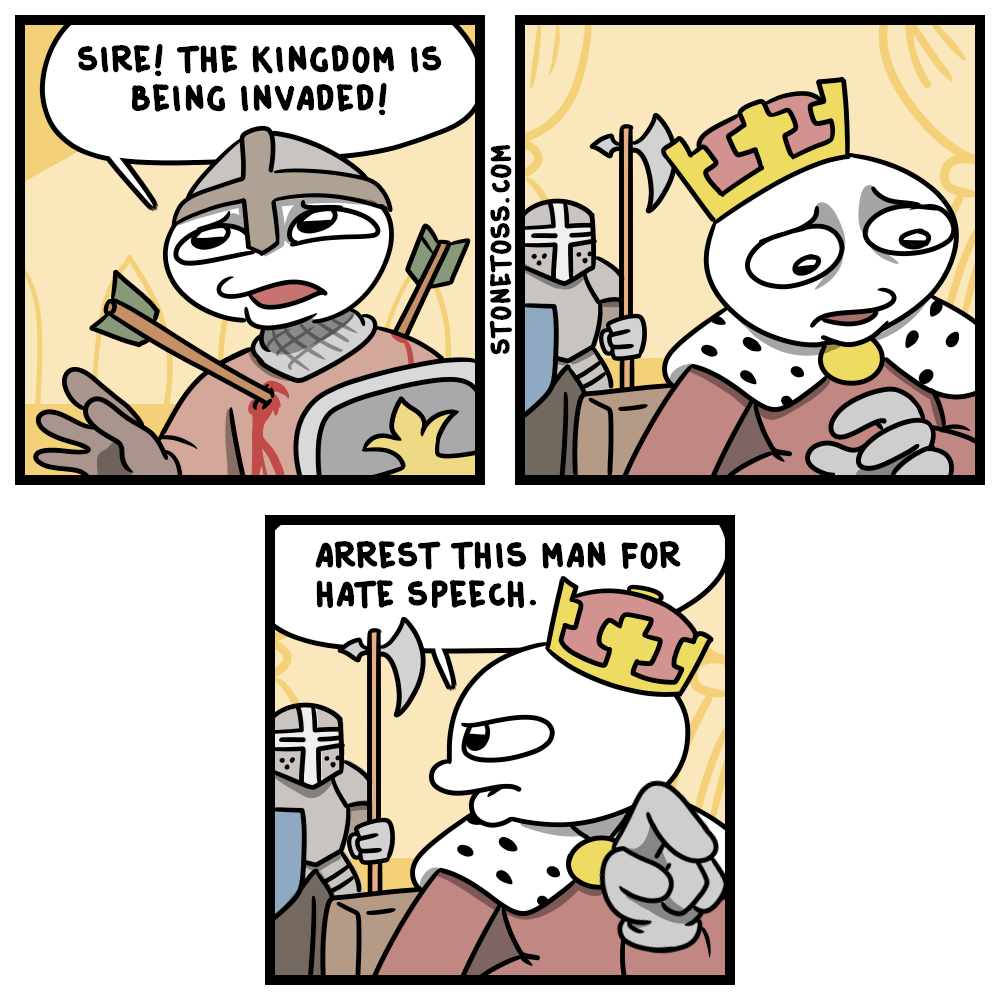 SIRE! THE KINGDOM IS
BEING INVADED!
STONETOSS.COM
ARREST THIS MAN FOR
HATE SPEECH.